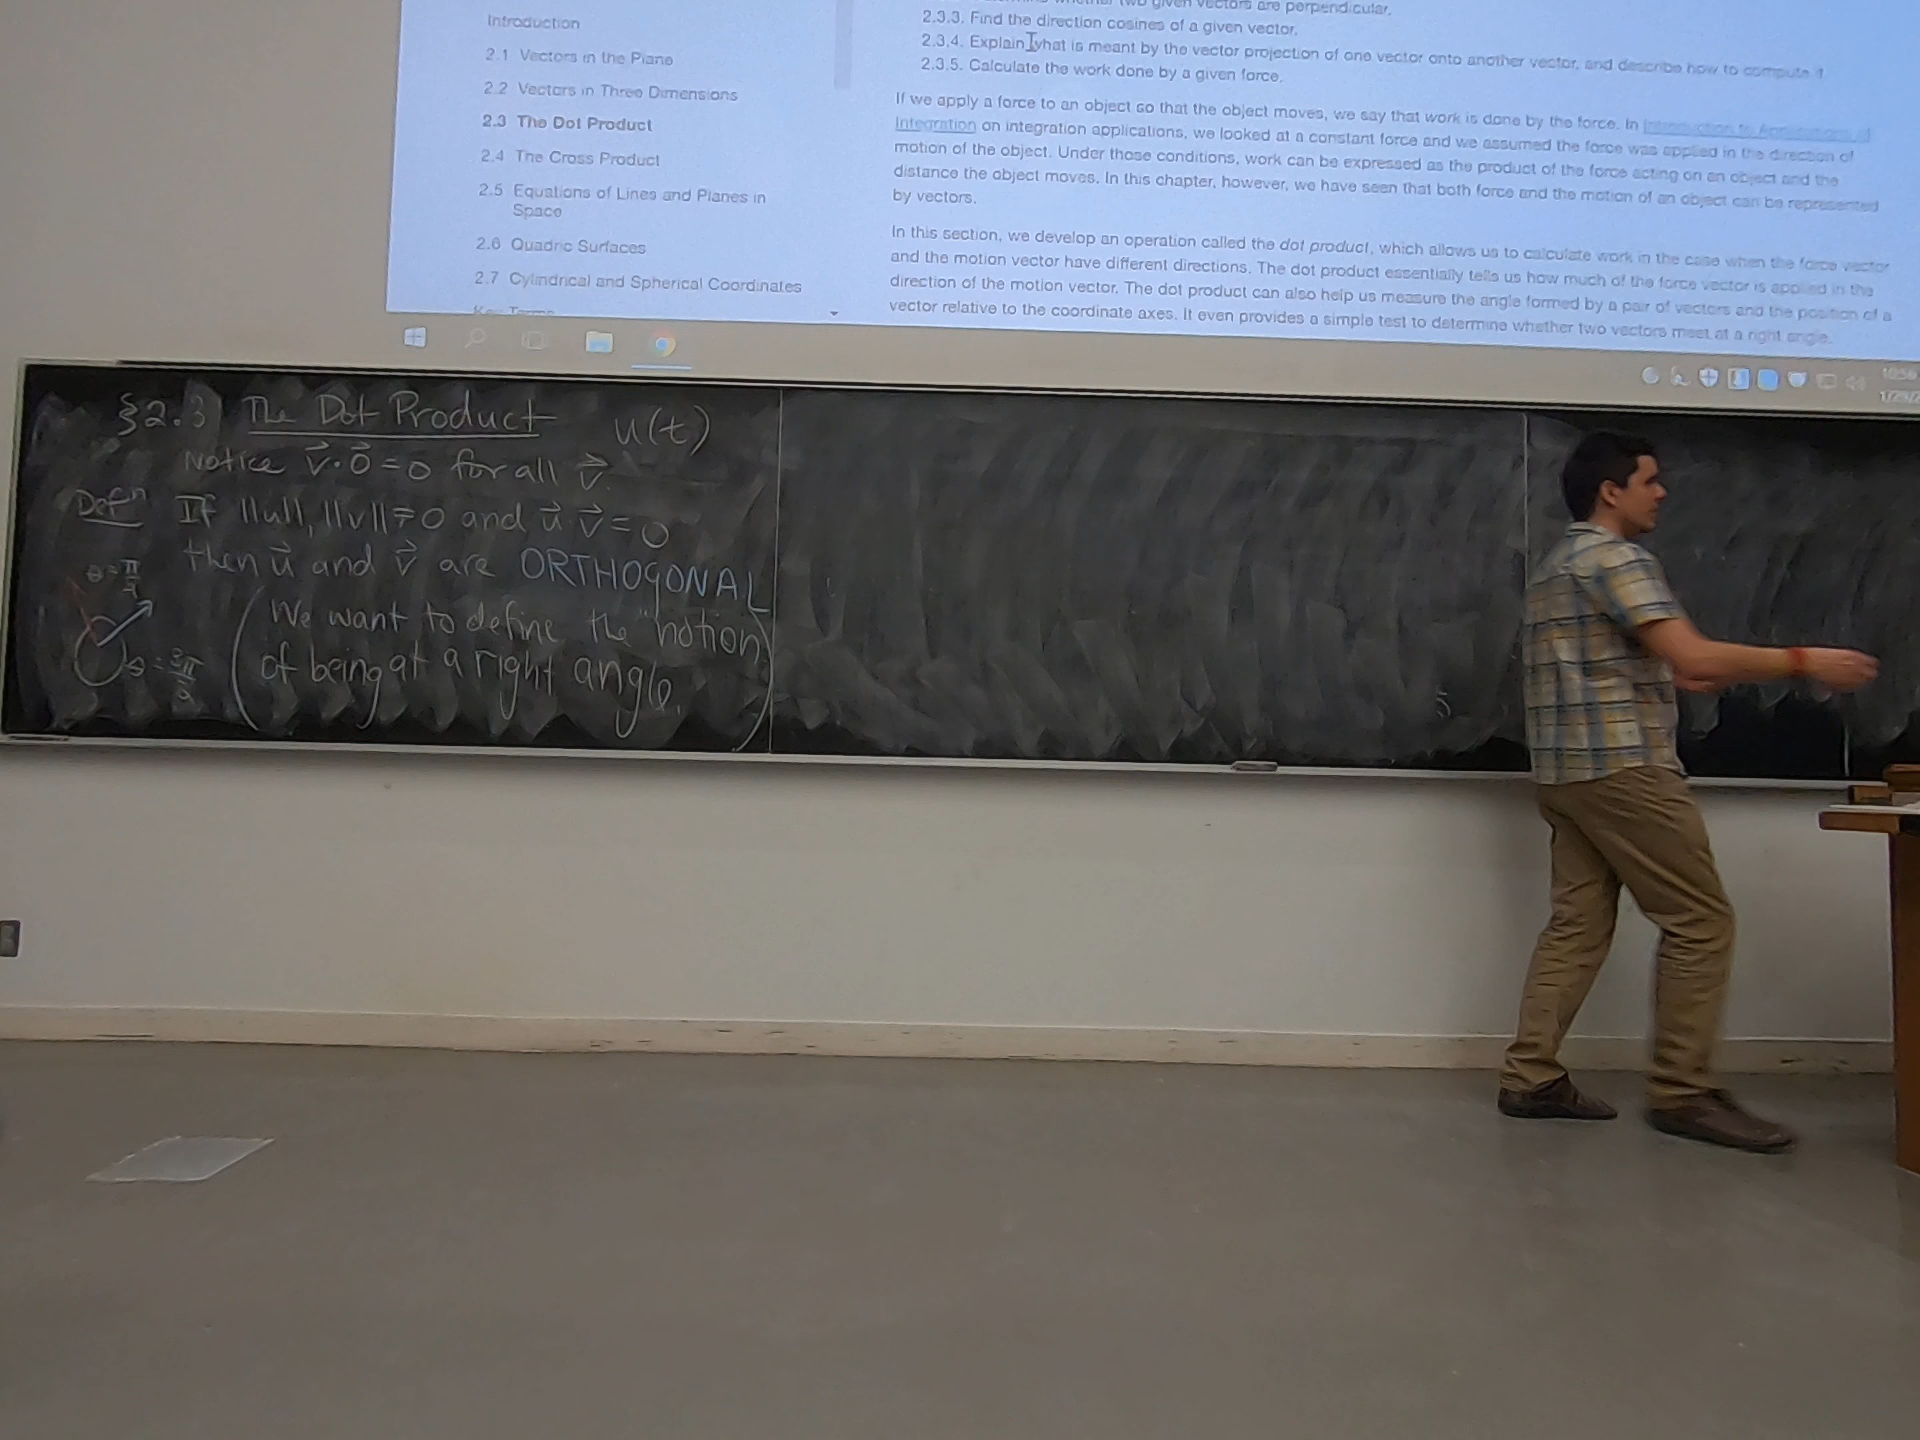 Introduction
2.1 Vectors in the Plane
2.2 Vectors in Three Dimensions
2.3 The Dot Product
2.4 The Cross Product
2.5 Equations of Lines and Planes in
Space
2.6 Quadric Surfaces
2.7 Cylindrical and Spherical Coordinates
Key Terms
whether two given vectors are perpendicular.
2.3.3. Find the direction cosines of a given vector.
2.3.4. Explain what is meant by the vector projection of one vector onto another vector, and describe how to compute it
2.3.5. Calculate the work done by a given force.
If we apply a force to an object so that the object moves, we say that work is done by the force. In Introduction to Applications of
Integration on integration applications, we looked at a constant force and we assumed the force was applied in the direction of
motion of the object. Under those conditions, work can be expressed as the product of the force acting on an object and the
distance the object moves. In this chapter, however, we have seen that both force and the motion of an object can be represented
by vectors.
In this section, we develop an operation called the dot product, which allows us to calculate work in the case when the force vector
and the motion vector have different directions. The dot product essentially tells us how much of the force vector is applied in the
direction of the motion vector. The dot product can also help us measure the angle formed by a pair of vectors and the position of a
vector relative to the coordinate axes. It even provides a simple test to determine whether two vectors meet at a right angle.
§2.3 The Dot Product u(t)
Notice v⃗·0⃗ = 0 for all v⃗.
Defn If ||u||, ||v|| ≠ 0 and u⃗·v⃗ = 0
then u⃗ and v⃗ are ORTHOGONAL
(We want to define the "notion"
of being at a right angle.)